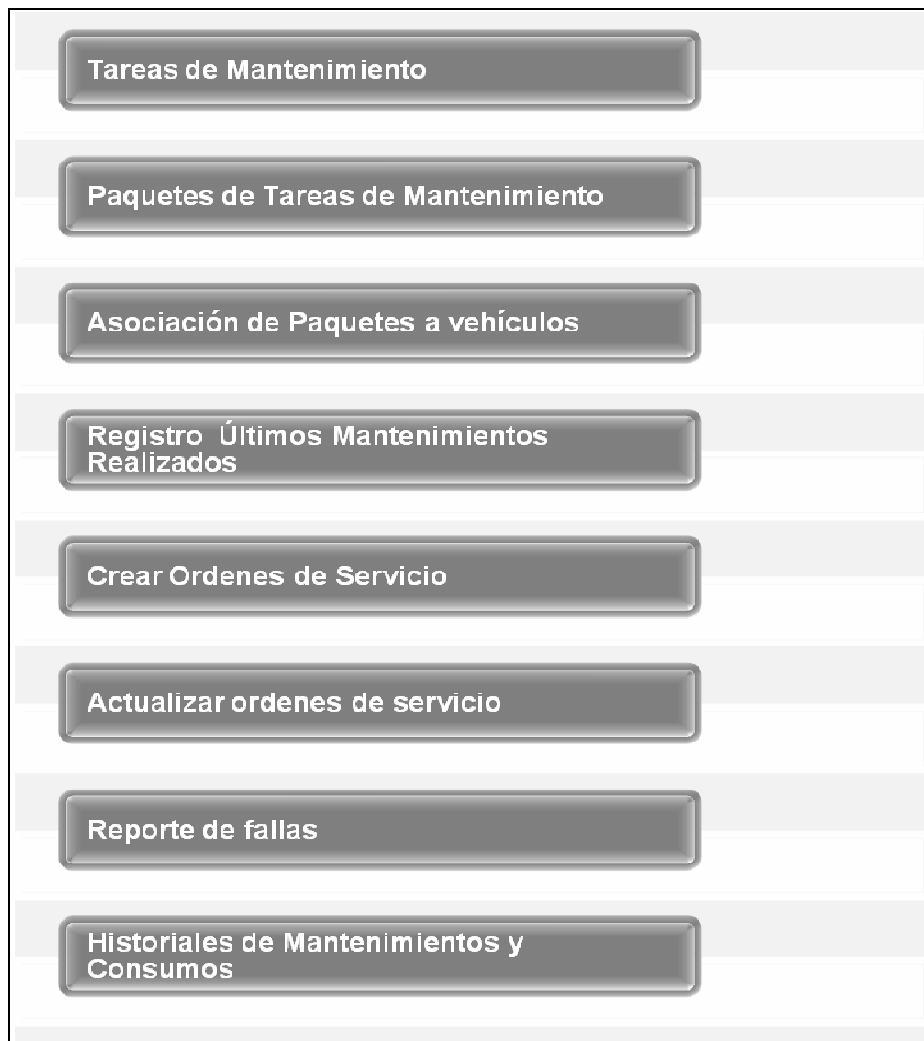 Tareas de Mantenimiento
Paquetes de Tareas de Mantenimiento
Asociación de Paquetes a vehículos
Registro Últimos Mantenimientos
Realizados
Crear Ordenes de Servicio
Actualizar ordenes de servicio
Reporte de fallas
Historiales de Mantenimientos y
Consumos